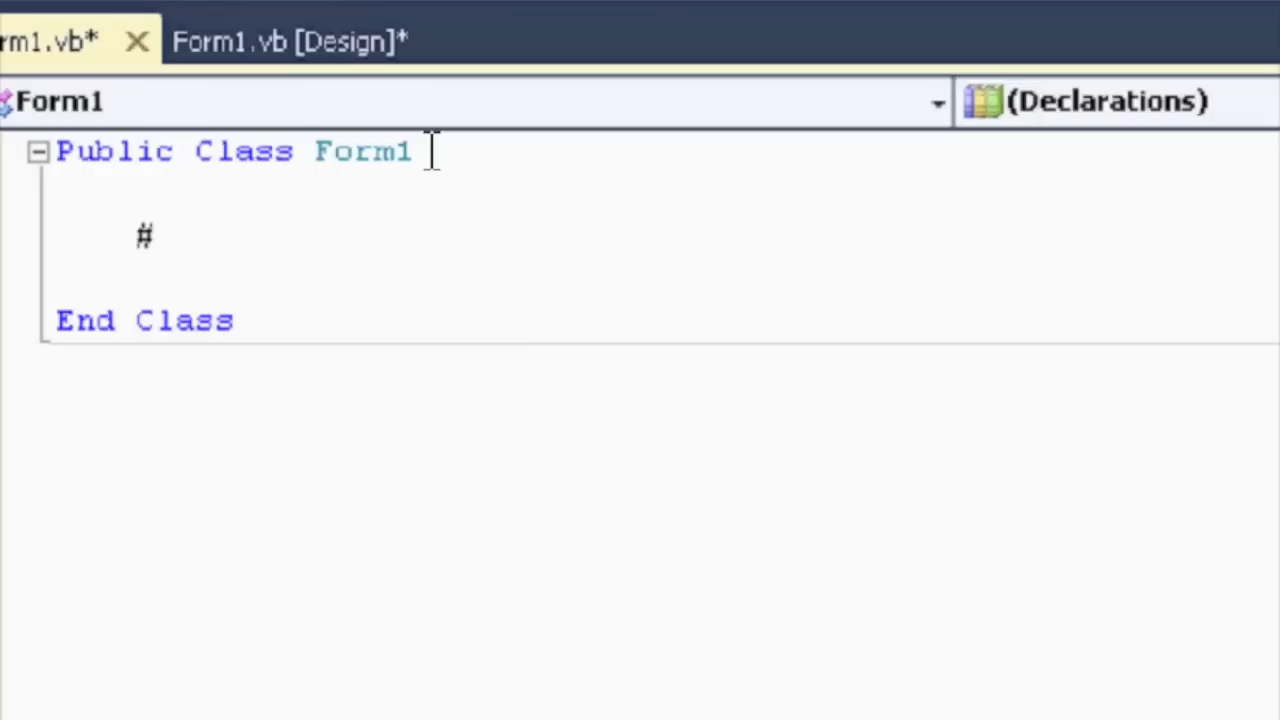 rm1.vb* Form1.vb [Design]*
Form1 (Declarations)
Public Class Form1
#
End Class